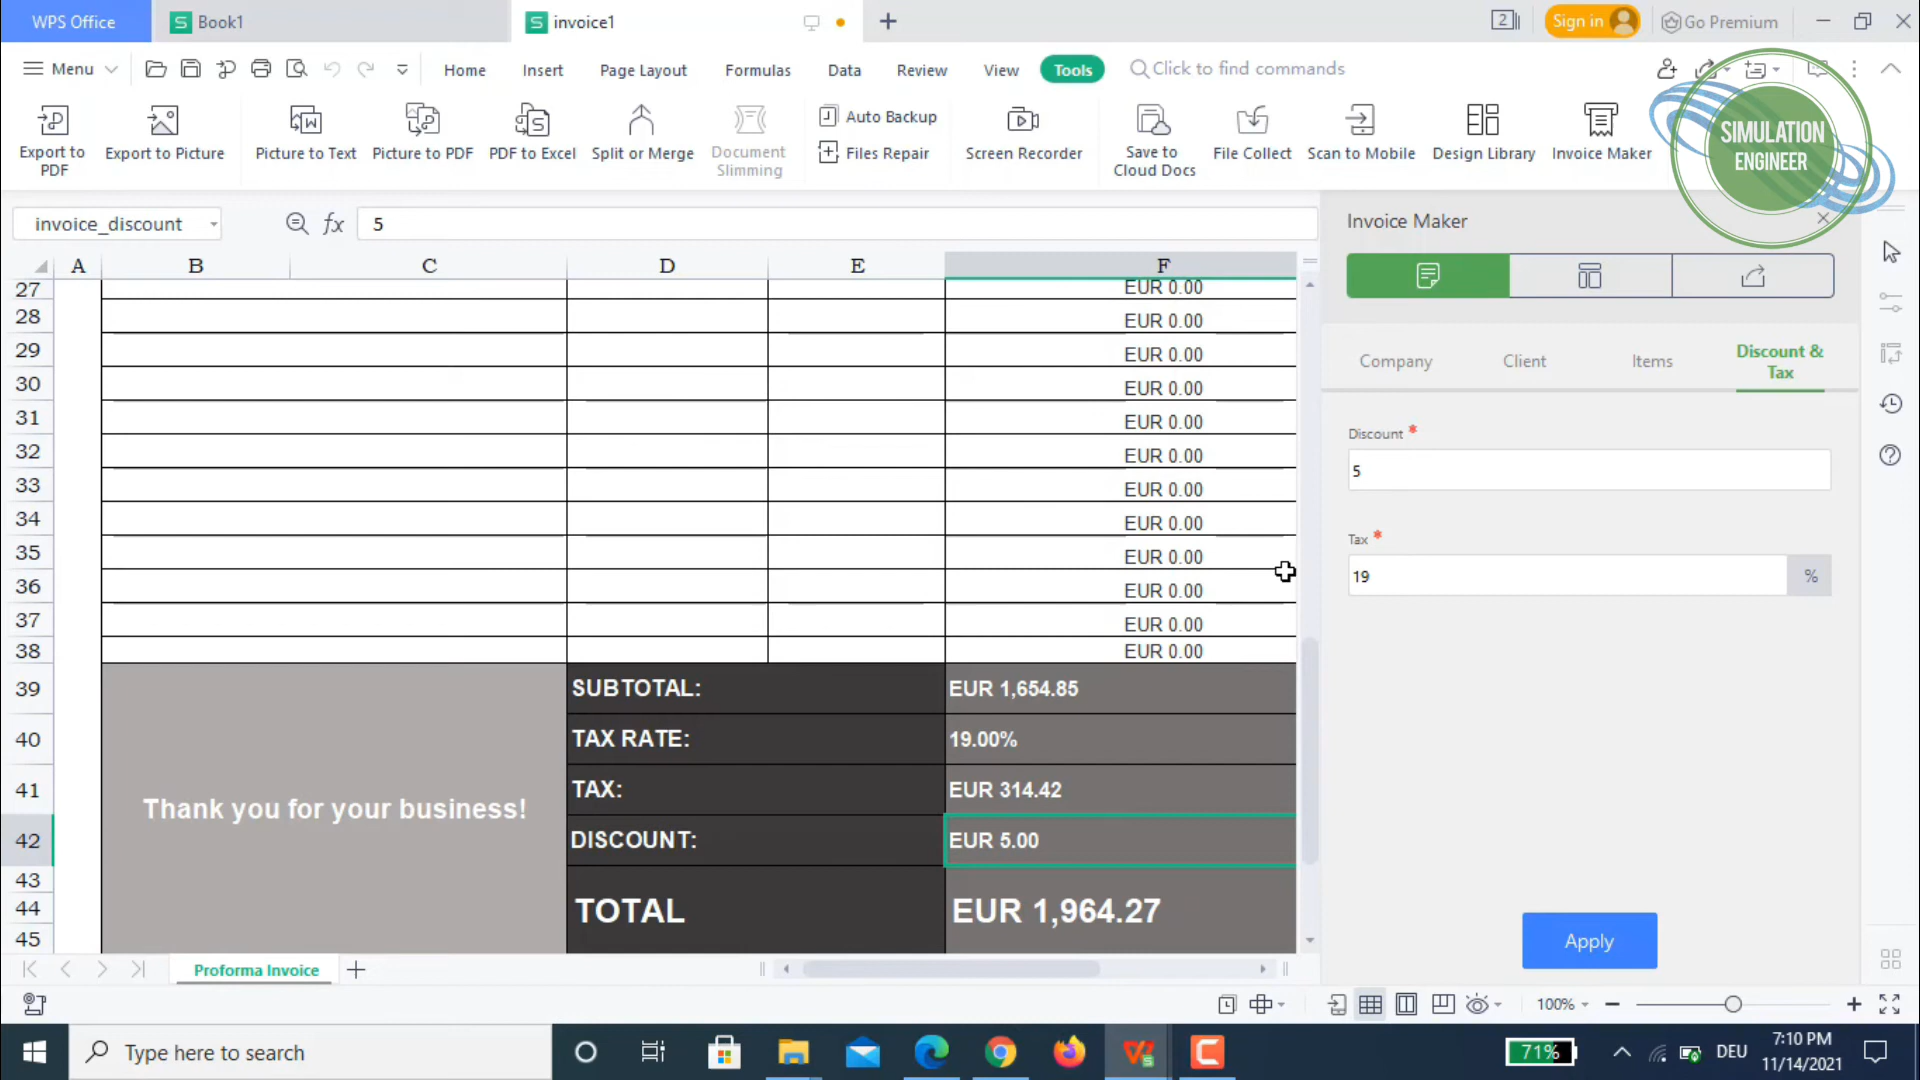 WPS Office
Book1
invoice1
2
Sign in
Go Premium
Menu
Home
Insert
Page Layout
Formulas
Data
Review
View
Tools
Click to find commands
Export to
PDF
Export to Picture
Picture to Text
Picture to PDF
PDF to Excel
Split or Merge
Document
Slimming
Auto Backup
Files Repair
Screen Recorder
Save to
Cloud Docs
File Collect
Scan to Mobile
Design Library
Invoice Maker
SIMULATION
ENGINEER
invoice_discount
fx
5
Invoice Maker
Company
Client
Items
Discount &
Tax
Discount *
5
Tax *
19
%
Apply
A B C D E F
27 EUR 0.00
28 EUR 0.00
29 EUR 0.00
30 EUR 0.00
31 EUR 0.00
32 EUR 0.00
33 EUR 0.00
34 EUR 0.00
35 EUR 0.00
36 EUR 0.00
37 EUR 0.00
38 EUR 0.00
39 SUBTOTAL: EUR 1,654.85
40 TAX RATE: 19.00%
41 TAX: EUR 314.42
Thank you for your business!
42 DISCOUNT: EUR 5.00
43
44 TOTAL EUR 1,964.27
45
Proforma Invoice
100%
Type here to search
71%
DEU
7:10 PM
11/14/2021